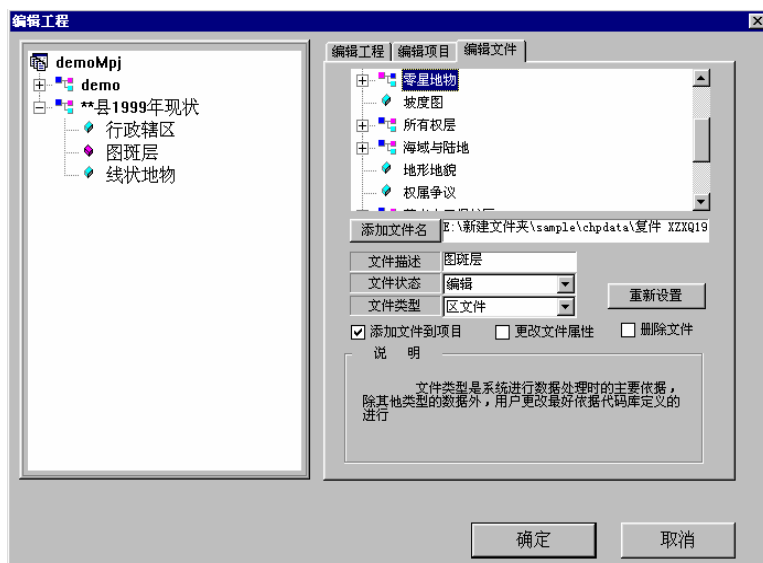 编辑工程
demoMpj
demo
**县1999年现状
行政辖区
图斑层
线状地物
编辑工程 编辑项目 编辑文件
零星地物
坡度图
所有权层
海域与陆地
地形地貌
权属争议
添加文件名 E:\新建文件夹\sample\chpdata\复件 XZXQ19
文件描述 图斑层
文件状态 编辑
文件类型 区文件
重新设置
添加文件到项目 更改文件属性 删除文件
说 明
文件类型是系统进行数据处理时的主要依据，
除其他类型的数据外，用户更改最好依据代码库定义的
进行
确定 取消